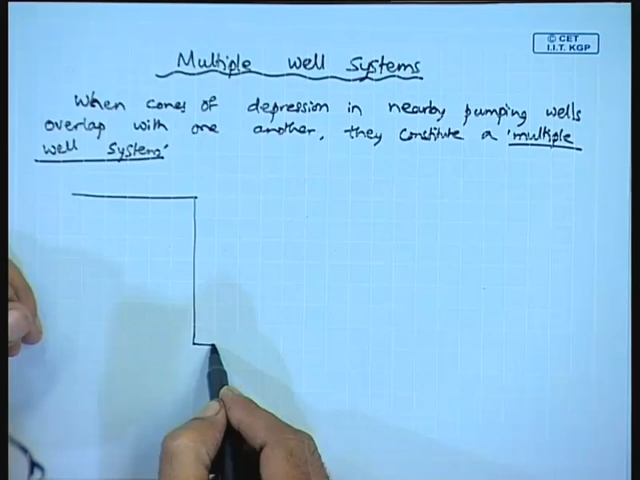 © CET
I.I.T. KGP
Multiple well Systems
When cones of depression in nearby pumping wells
overlap with one another, they constitute a 'multiple
well system'